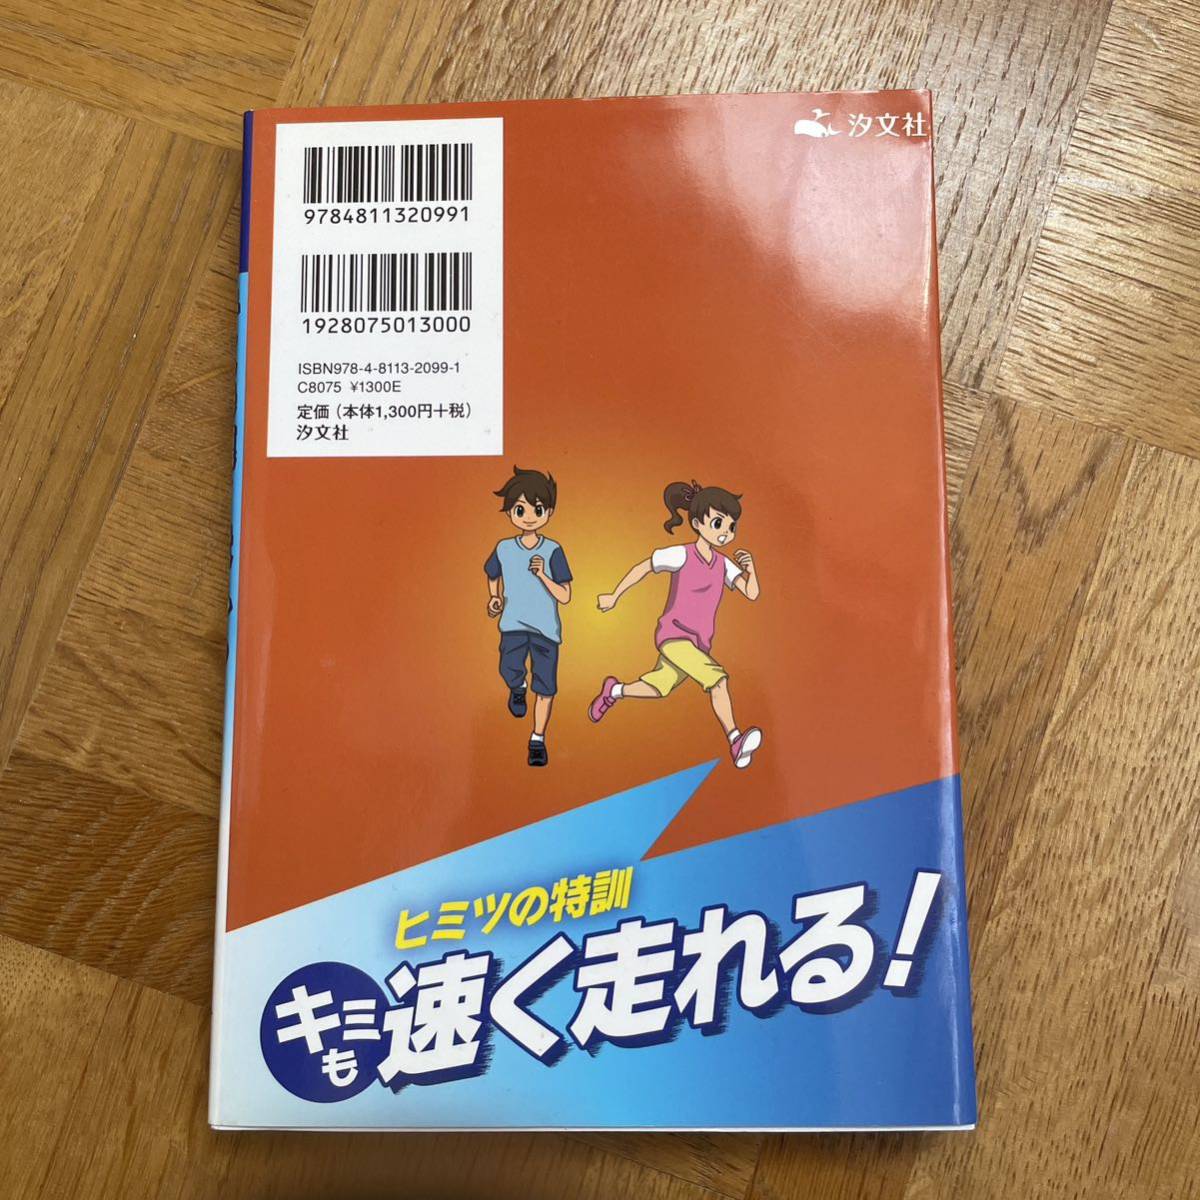 汐文社
9784811320991
1928075013000
ISBN978-4-8113-2099-1
C8075 ¥1300E
定価（本体1,300円＋税）
汐文社
ヒミツの特訓
キミも速く走れる！